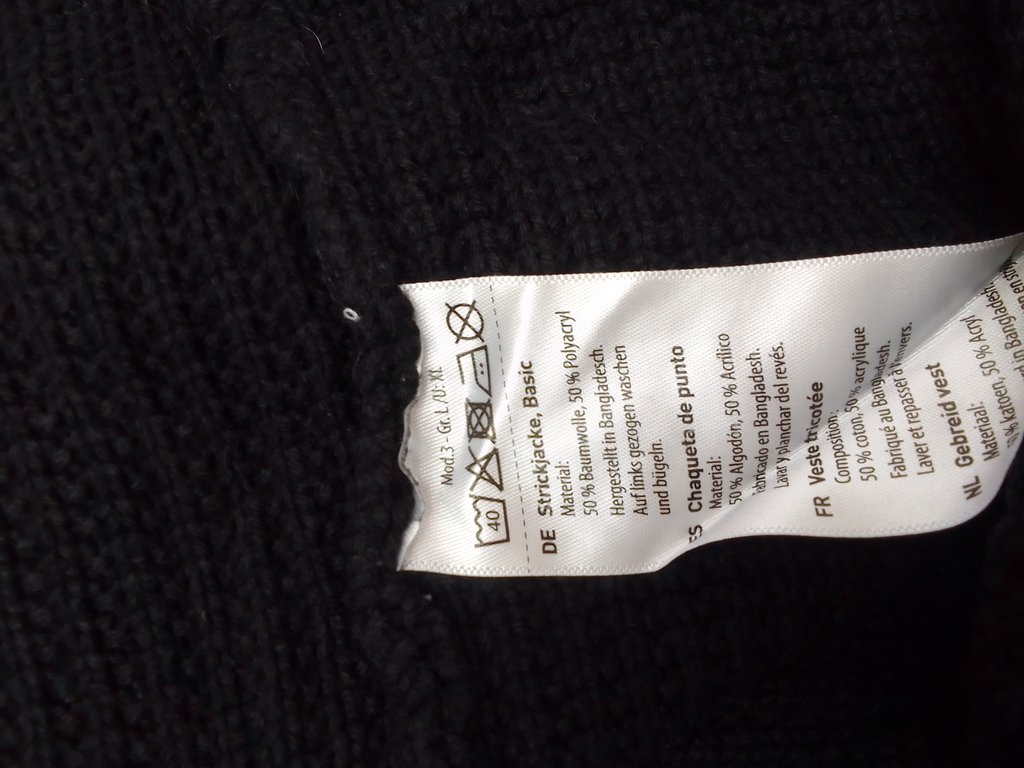 Mod.3 - Gr. L /U: XL
40
DE Strickjacke, Basic
Material:
50 % Baumwolle, 50 % Polyacryl
Hergestellt in Bangladesch.
Auf links gezogen waschen
und bügeln.
ES Chaqueta de punto
Material:
50 % Algodón, 50 % Acrílico
Fabricado en Bangladesh.
Lavar y planchar del revés.
FR Veste tricotée
Composition:
50 % coton, 50 % acrylique
Fabriqué au Bangladesh.
Laver et repasser à l'envers.
NL Gebreid vest
Materiaal:
% katoen, 50 % Acryl
in Bangladesh.
en